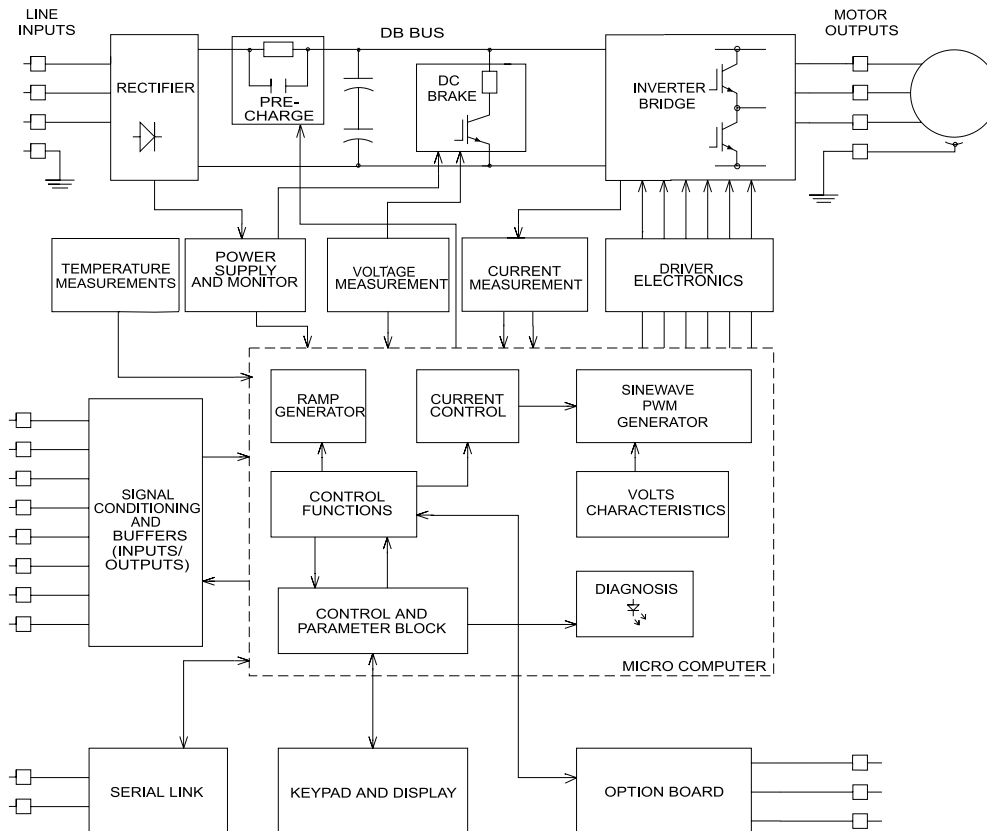 LINE
INPUTS
DB BUS
MOTOR
OUTPUTS
RECTIFIER
PRE-
CHARGE
DC
BRAKE
INVERTER
BRIDGE
TEMPERATURE
MEASUREMENTS
POWER
SUPPLY
AND MONITOR
VOLTAGE
MEASUREMENT
CURRENT
MEASUREMENT
DRIVER
ELECTRONICS
RAMP
GENERATOR
CURRENT
CONTROL
SINEWAVE
PWM
GENERATOR
SIGNAL
CONDITIONING
AND
BUFFERS
(INPUTS/
OUTPUTS)
CONTROL
FUNCTIONS
VOLTS
CHARACTERISTICS
CONTROL AND
PARAMETER BLOCK
DIAGNOSIS
MICRO COMPUTER
SERIAL LINK
KEYPAD AND DISPLAY
OPTION BOARD